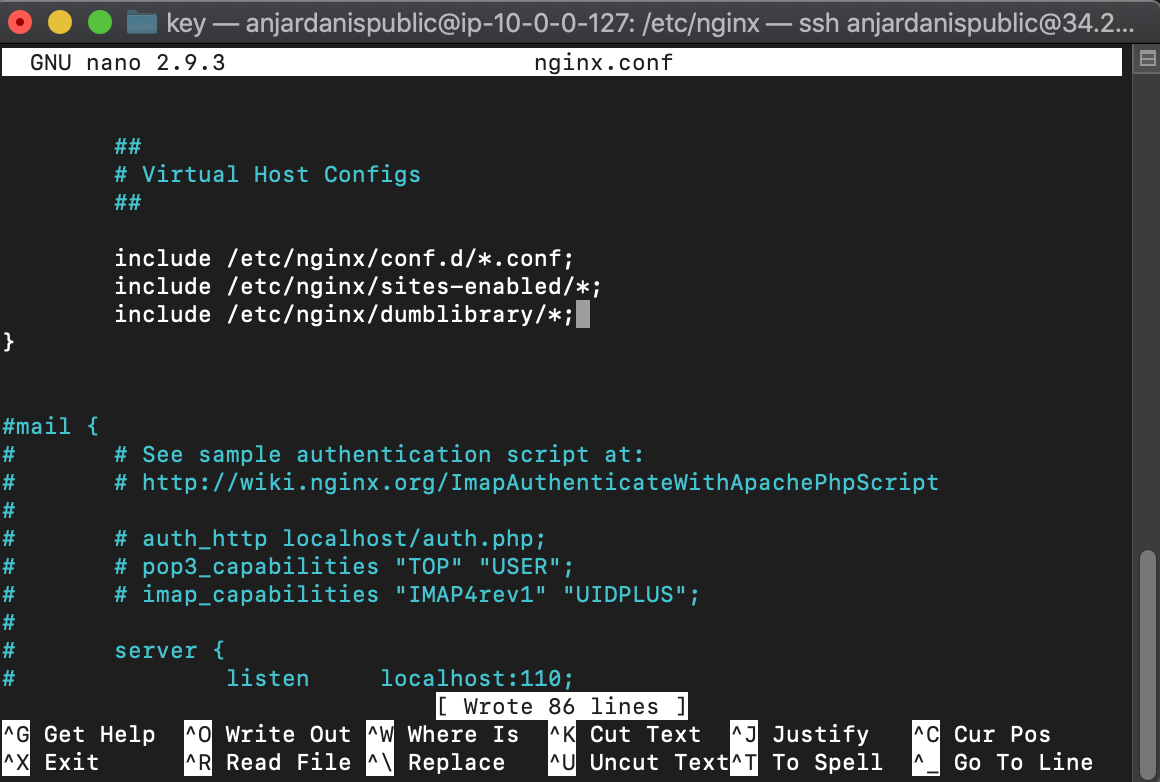 key — anjardanispublic@ip-10-0-0-127: /etc/nginx — ssh anjardanispublic@34.2...
GNU nano 2.9.3 nginx.conf
##
# Virtual Host Configs
##
include /etc/nginx/conf.d/*.conf;
include /etc/nginx/sites-enabled/*;
include /etc/nginx/dumblibrary/*;
}
#mail {
# # See sample authentication script at:
# # http://wiki.nginx.org/ImapAuthenticateWithApachePhpScript
#
# # auth_http localhost/auth.php;
# # pop3_capabilities "TOP" "USER";
# # imap_capabilities "IMAP4rev1" "UIDPLUS";
#
# server {
# listen localhost:110;
[ Wrote 86 lines ]
^G Get Help ^O Write Out ^W Where Is ^K Cut Text ^J Justify ^C Cur Pos
^X Exit ^R Read File ^\ Replace ^U Uncut Text ^T To Spell ^_ Go To Line